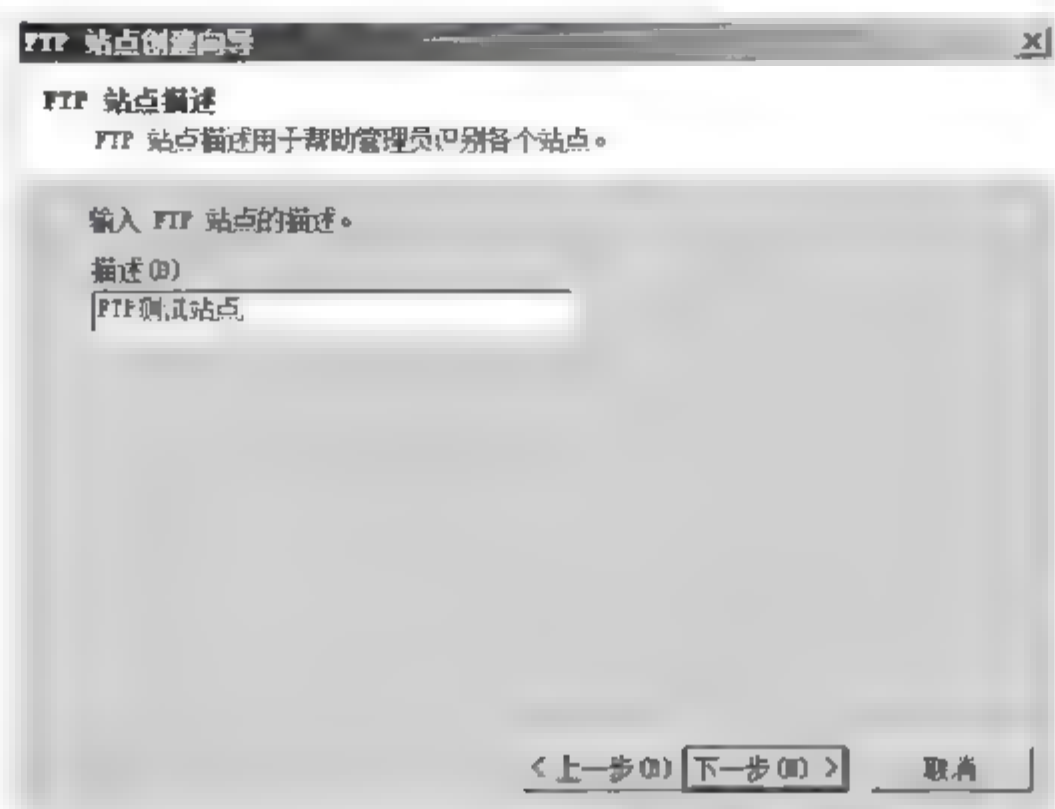 FTP 站点创建向导
FTP 站点描述
FTP 站点描述用于帮助管理员识别各个站点。
输入 FTP 站点的描述。
描述(D)
FTP测试站点
< 上一步(B)
下一步(N) >
取消